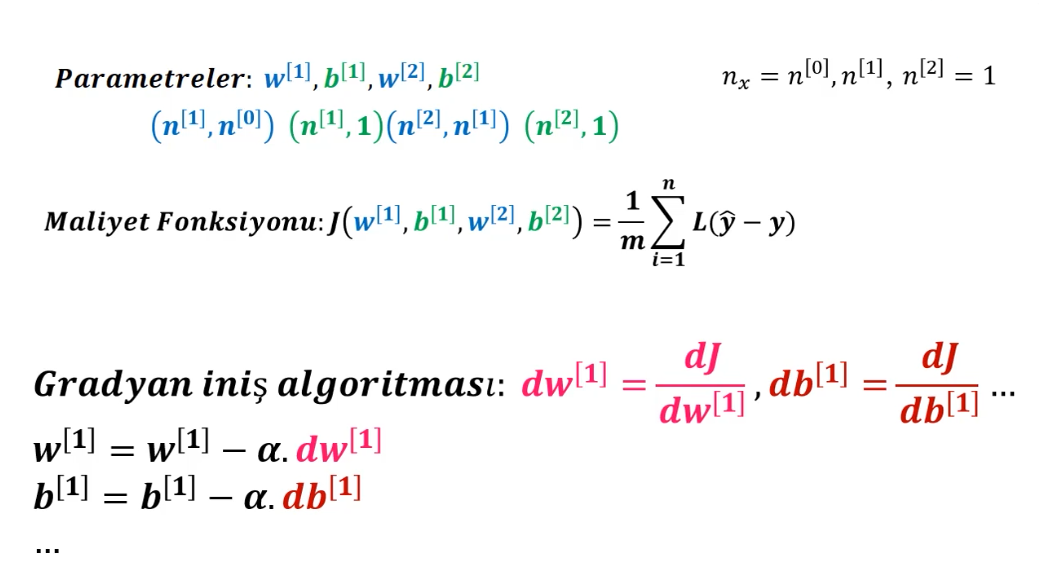 Parametreler: w^[1], b^[1], w^[2], b^[2]
n_x = n^[0], n^[1], n^[2] = 1
(n^[1], n^[0]) (n^[1], 1)(n^[2], n^[1]) (n^[2], 1)
Maliyet Fonksiyonu: J(w^[1], b^[1], w^[2], b^[2]) = 1/m ∑_{i=1}^{n} L(ŷ − y)
Gradyan iniş algoritması: dw^[1] = dJ/dw^[1], db^[1] = dJ/db^[1] ...
w^[1] = w^[1] − α. dw^[1]
b^[1] = b^[1] − α. db^[1]
...